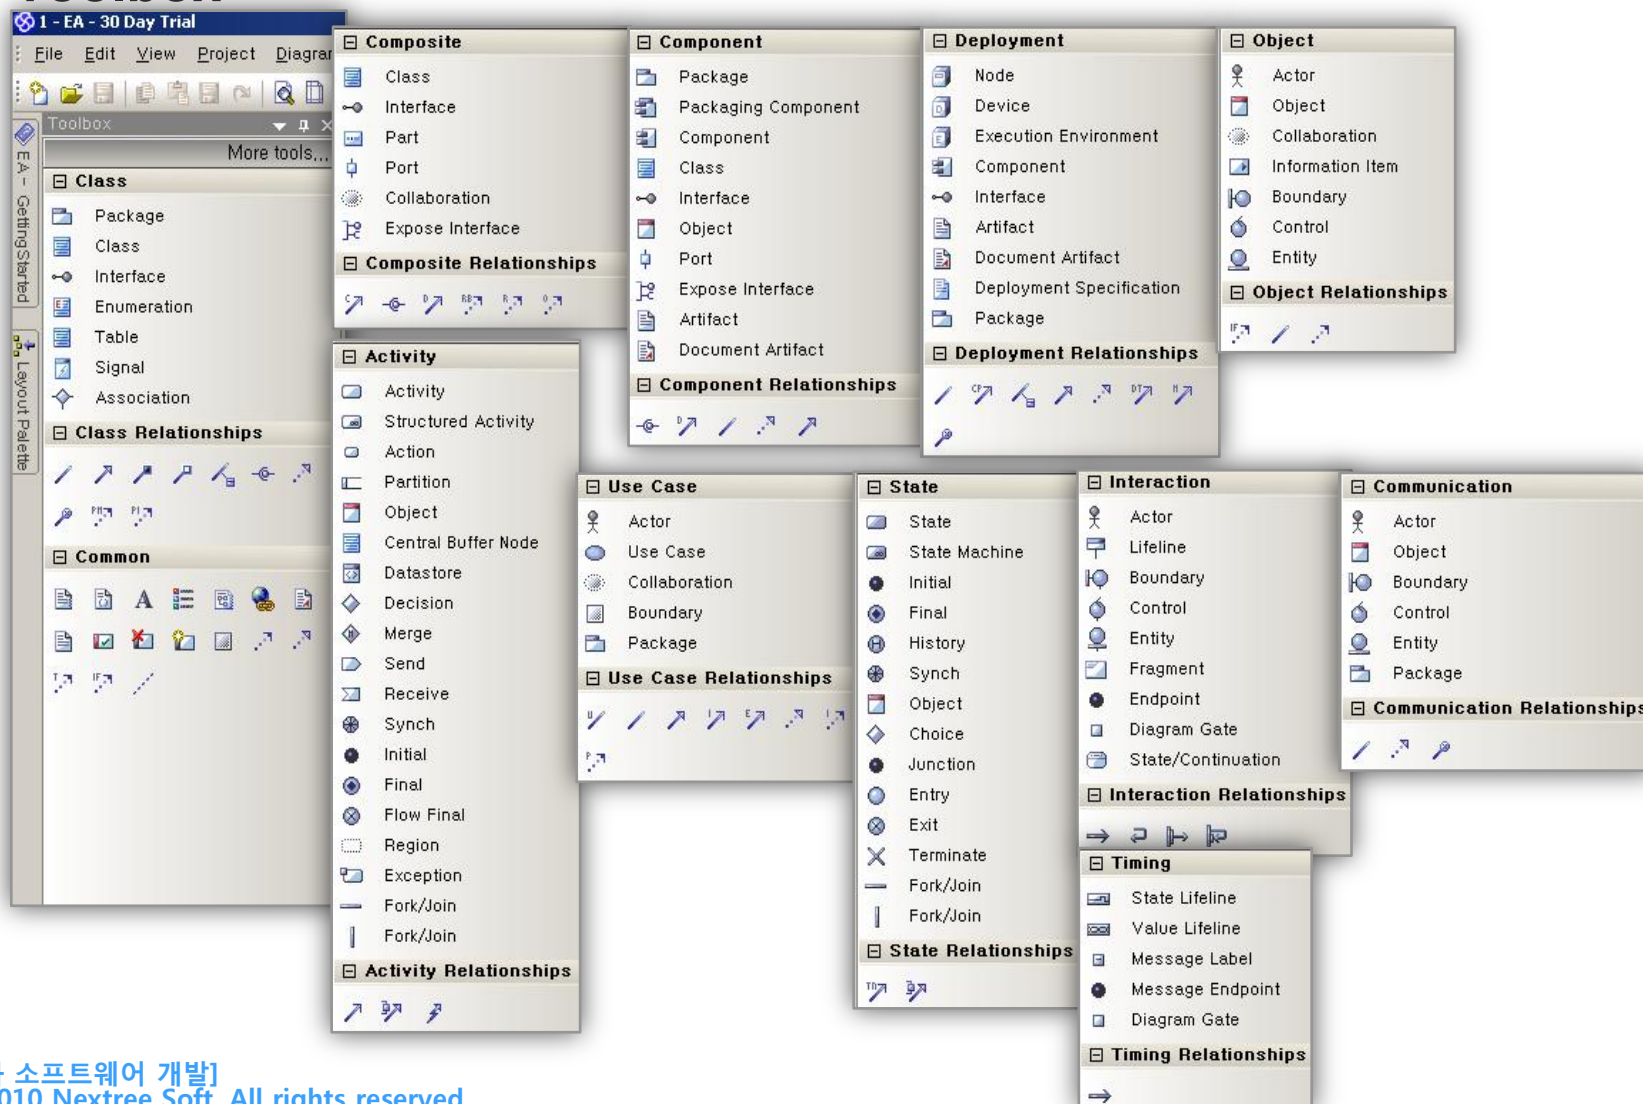 Toolbox
1 - EA - 30 Day Trial
File Edit View Project Diagram
Toolbox
More tools...
EA - Getting Started
Layout Palette
Class
Package
Class
Interface
Enumeration
Table
Signal
Association
Class Relationships
Common
Composite
Class
Interface
Part
Port
Collaboration
Expose Interface
Composite Relationships
Component
Package
Packaging Component
Component
Class
Interface
Object
Port
Expose Interface
Artifact
Document Artifact
Component Relationships
Deployment
Node
Device
Execution Environment
Component
Interface
Artifact
Document Artifact
Deployment Specification
Package
Deployment Relationships
Object
Actor
Object
Collaboration
Information Item
Boundary
Control
Entity
Object Relationships
Activity
Activity
Structured Activity
Action
Partition
Object
Central Buffer Node
Datastore
Decision
Merge
Send
Receive
Synch
Initial
Final
Flow Final
Region
Exception
Fork/Join
Fork/Join
Activity Relationships
Use Case
Actor
Use Case
Collaboration
Boundary
Package
Use Case Relationships
State
State
State Machine
Initial
Final
History
Synch
Object
Choice
Junction
Entry
Exit
Terminate
Fork/Join
Fork/Join
State Relationships
Interaction
Actor
Lifeline
Boundary
Control
Entity
Fragment
Endpoint
Diagram Gate
State/Continuation
Interaction Relationships
Communication
Actor
Object
Boundary
Control
Entity
Package
Communication Relationships
Timing
State Lifeline
Value Lifeline
Message Label
Message Endpoint
Diagram Gate
Timing Relationships
소프트웨어 개발]
010 Nextree Soft. All rights reserved